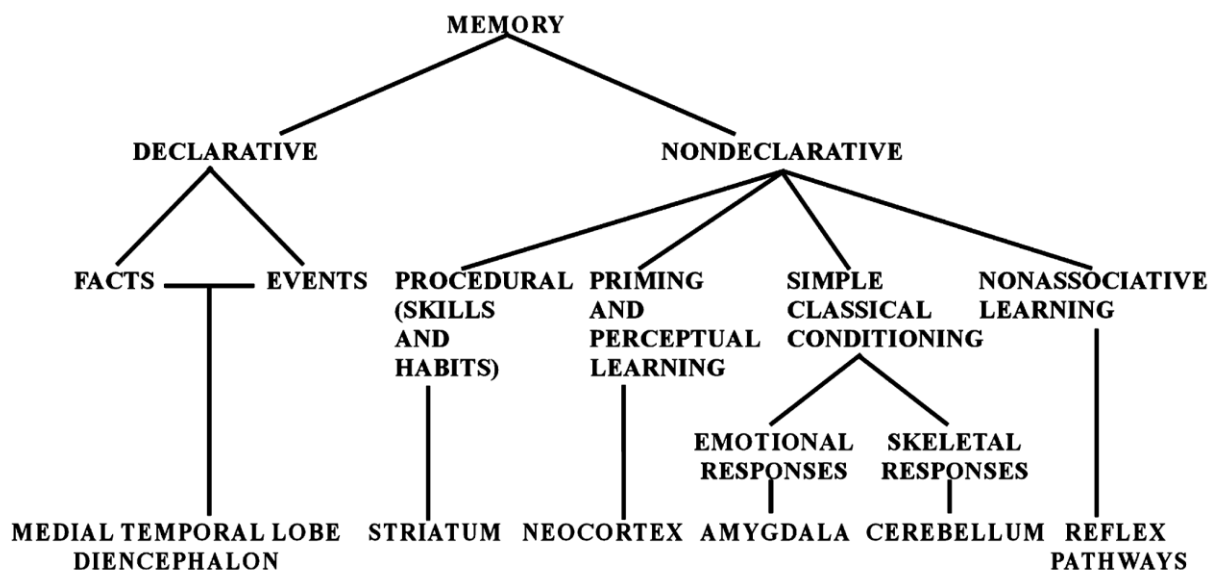 MEMORY
DECLARATIVE
NONDECLARATIVE
FACTS
EVENTS
PROCEDURAL
(SKILLS
AND
HABITS)
PRIMING
AND
PERCEPTUAL
LEARNING
SIMPLE
CLASSICAL
CONDITIONING
NONASSOCIATIVE
LEARNING
EMOTIONAL
RESPONSES
SKELETAL
RESPONSES
MEDIAL TEMPORAL LOBE
DIENCEPHALON
STRIATUM
NEOCORTEX
AMYGDALA
CEREBELLUM
REFLEX
PATHWAYS